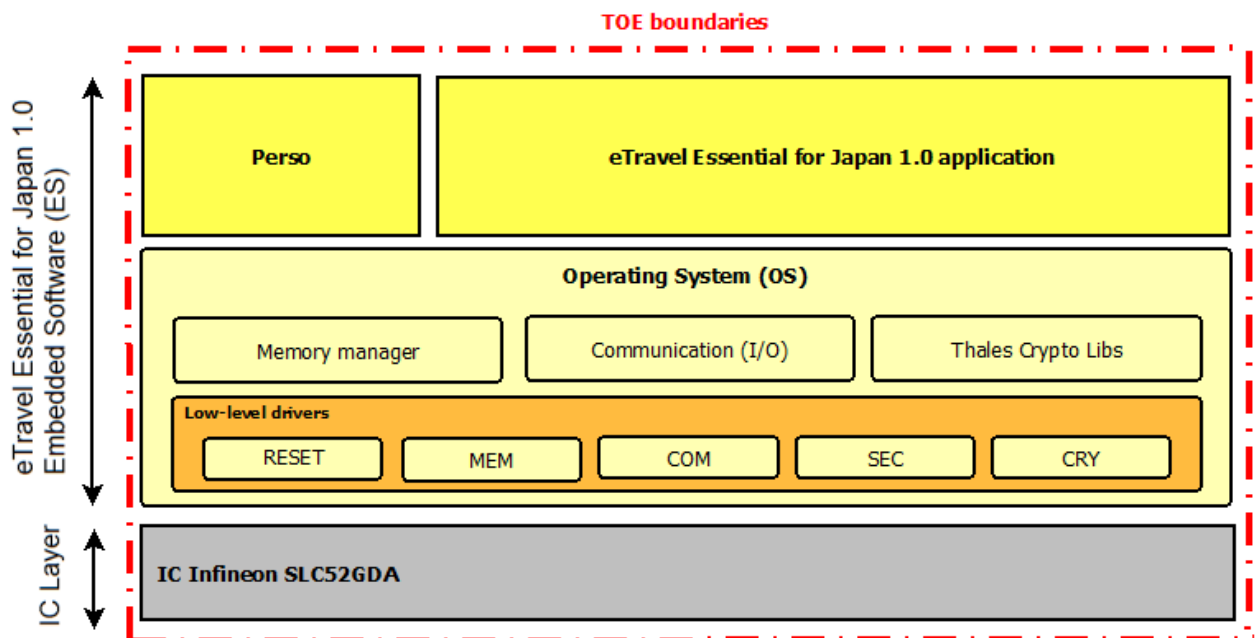 TOE boundaries
eTravel Essential for Japan 1.0
Embedded Software (ES)
Perso
eTravel Essential for Japan 1.0 application
Operating System (OS)
Memory manager
Communication (I/O)
Thales Crypto Libs
Low-level drivers
RESET
MEM
COM
SEC
CRY
IC Layer
IC Infineon SLC52GDA